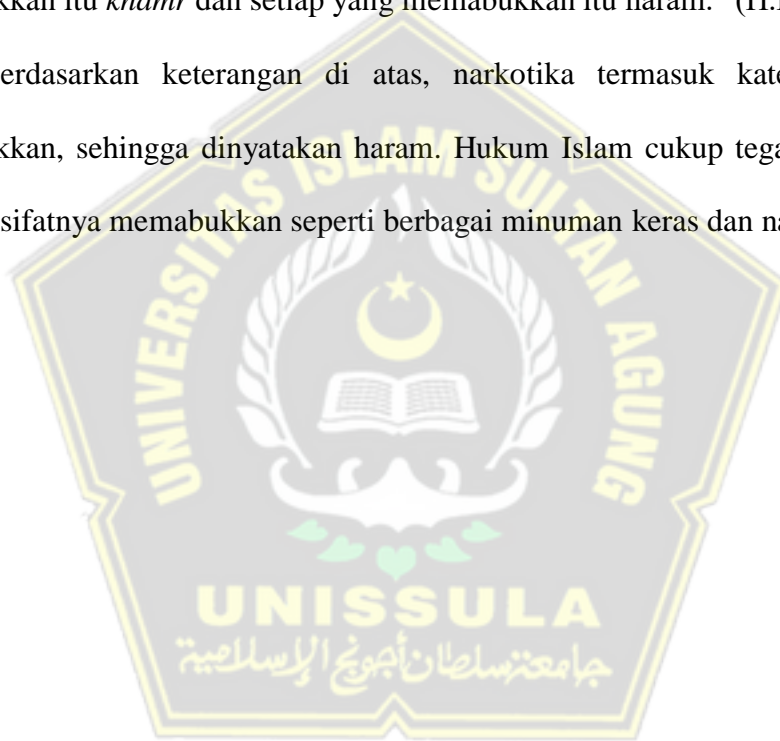 kkan itu khamr dan setiap yang memabukkan itu haram.” (H.
erdasarkan keterangan di atas, narkotika termasuk kate
kkan, sehingga dinyatakan haram. Hukum Islam cukup tega
sifatnya memabukkan seperti berbagai minuman keras dan na
UNIVERSITAS ISLAM SULTAN AGUNG
UNISSULA
جامعة سلطان أجونج الإسلامية